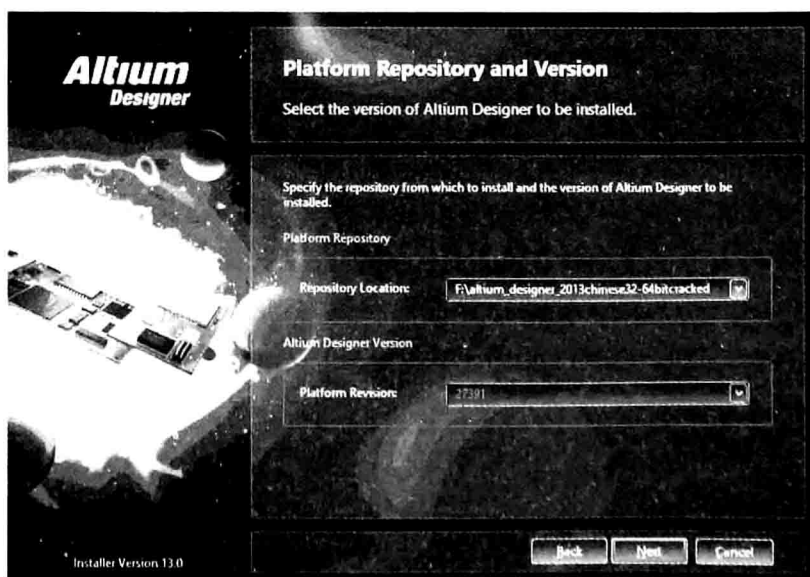 Altium
Designer
Platform Repository and Version
Select the version of Altium Designer to be installed.
Specify the repository from which to install and the version of Altium Designer to be
installed.
Platform Repository
Repository Location:
F:\altium_designer_2013chinese32-64bitcracked
Altium Designer Version
Platform Revision:
27391
Installer Version 13.0
Back
Next
Cancel